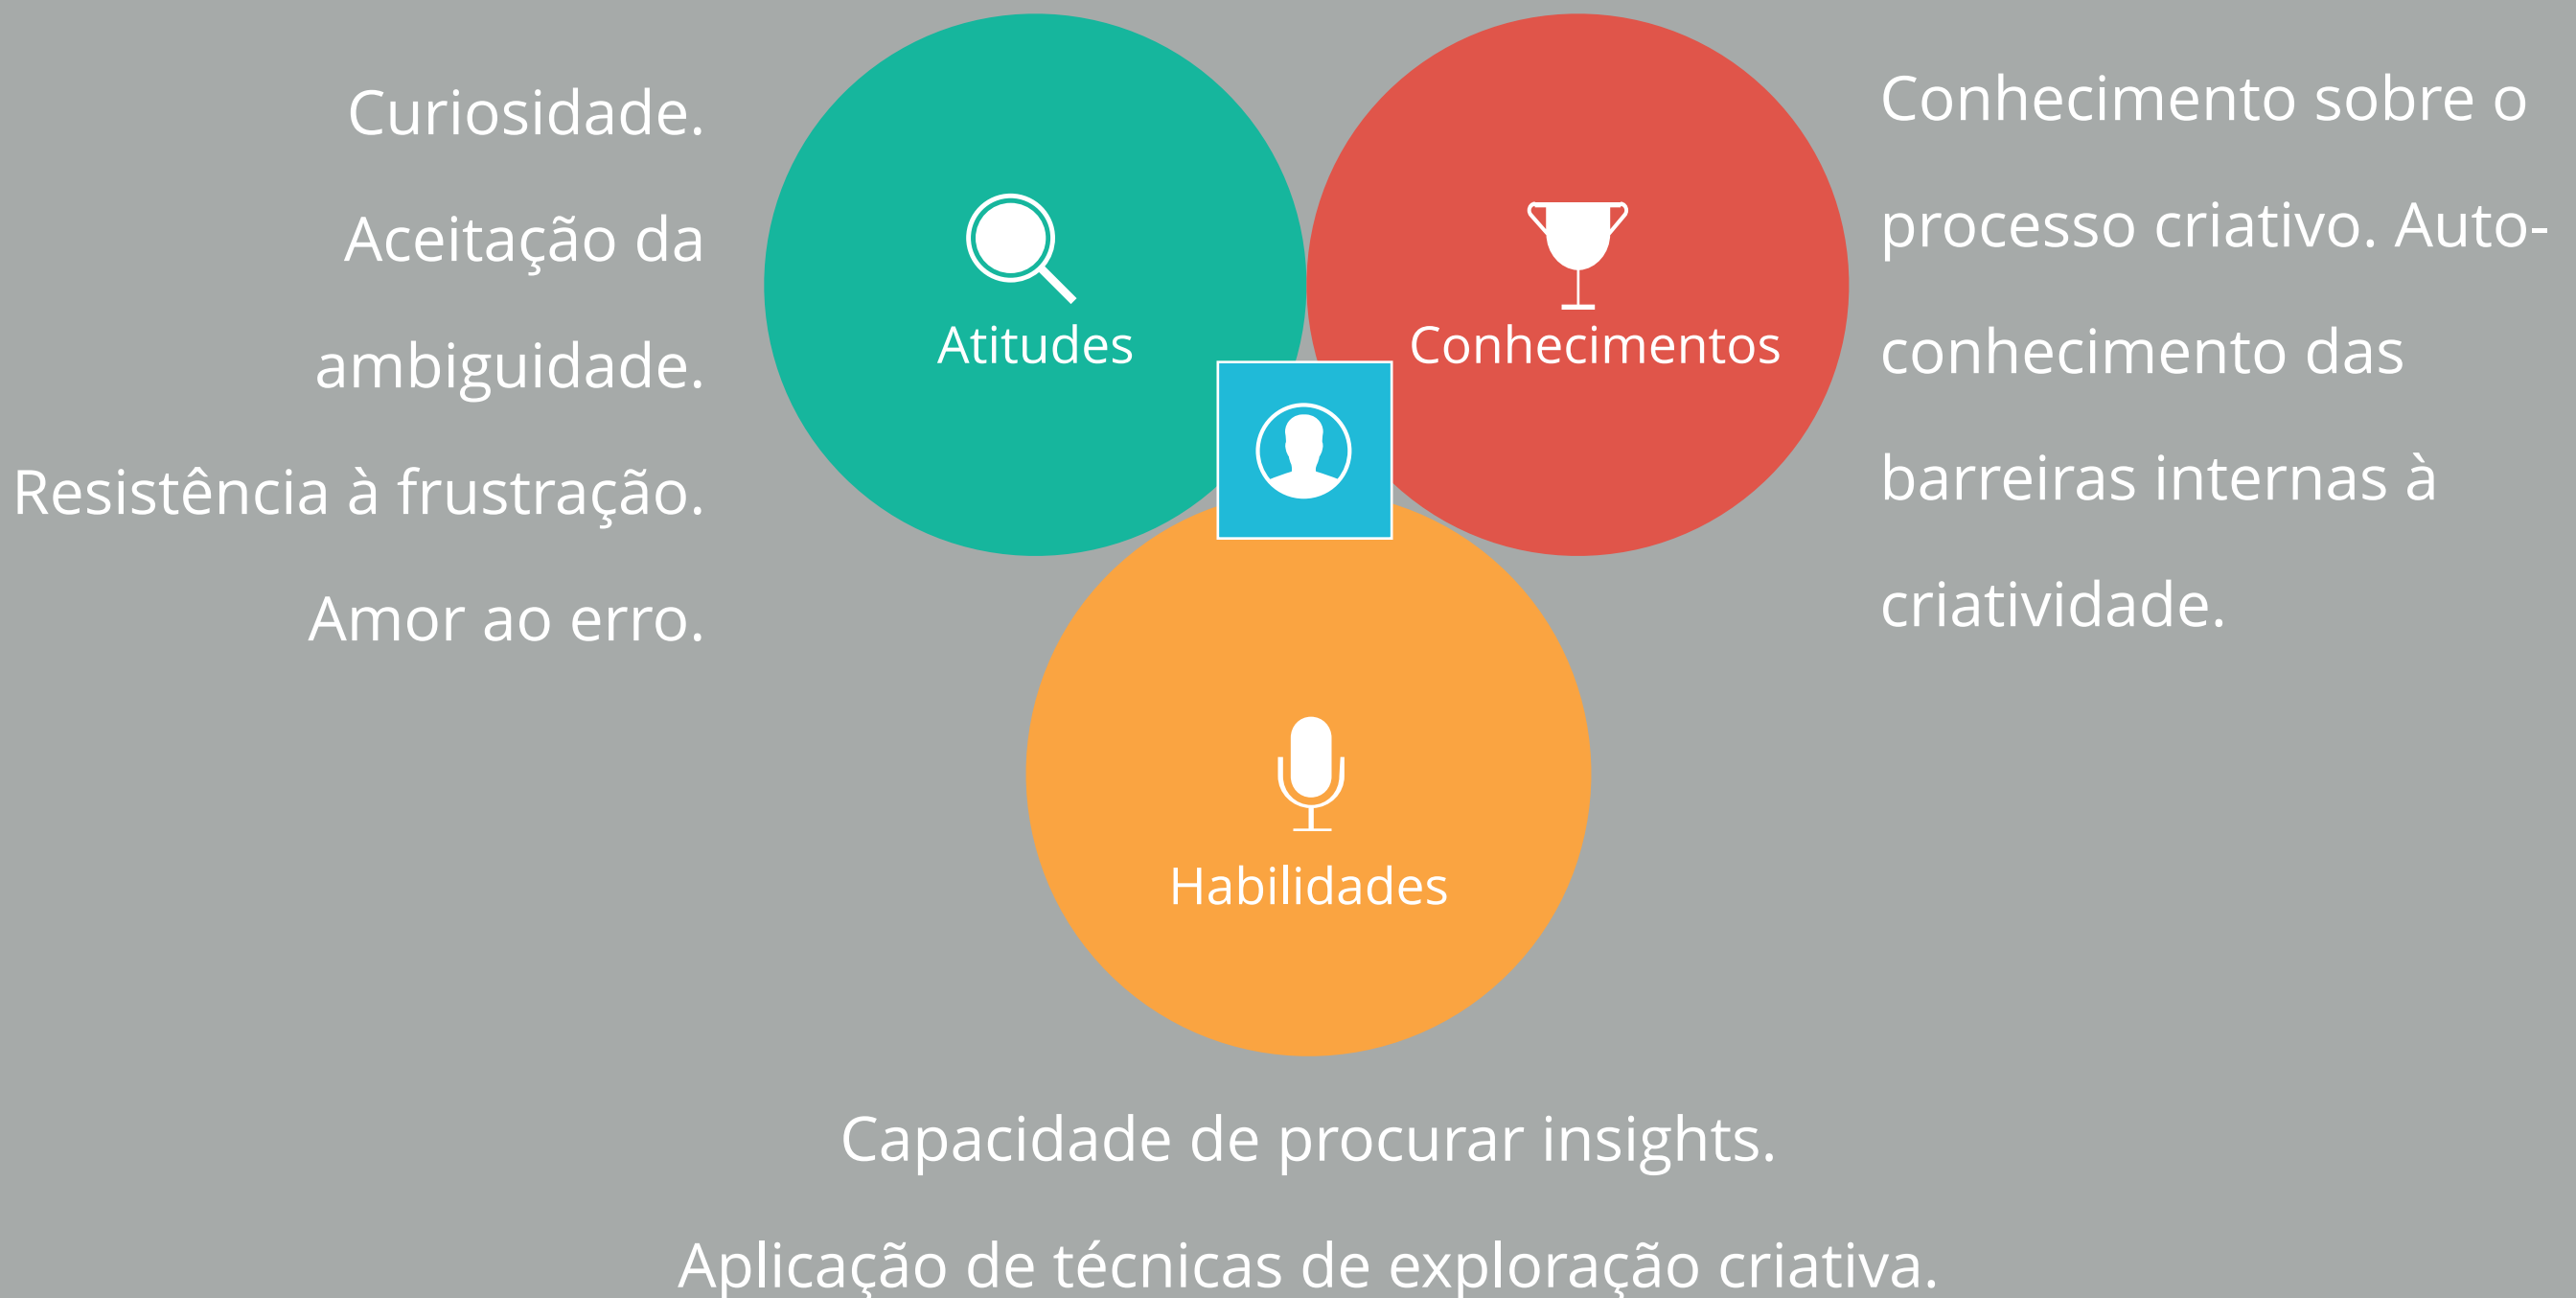 Curiosidade.
Aceitação da
ambiguidade.
Resistência à frustração.
Amor ao erro.
Atitudes
Conhecimentos
Conhecimento sobre o
processo criativo. Auto-
conhecimento das
barreiras internas à
criatividade.
Habilidades
Capacidade de procurar insights.
Aplicação de técnicas de exploração criativa.